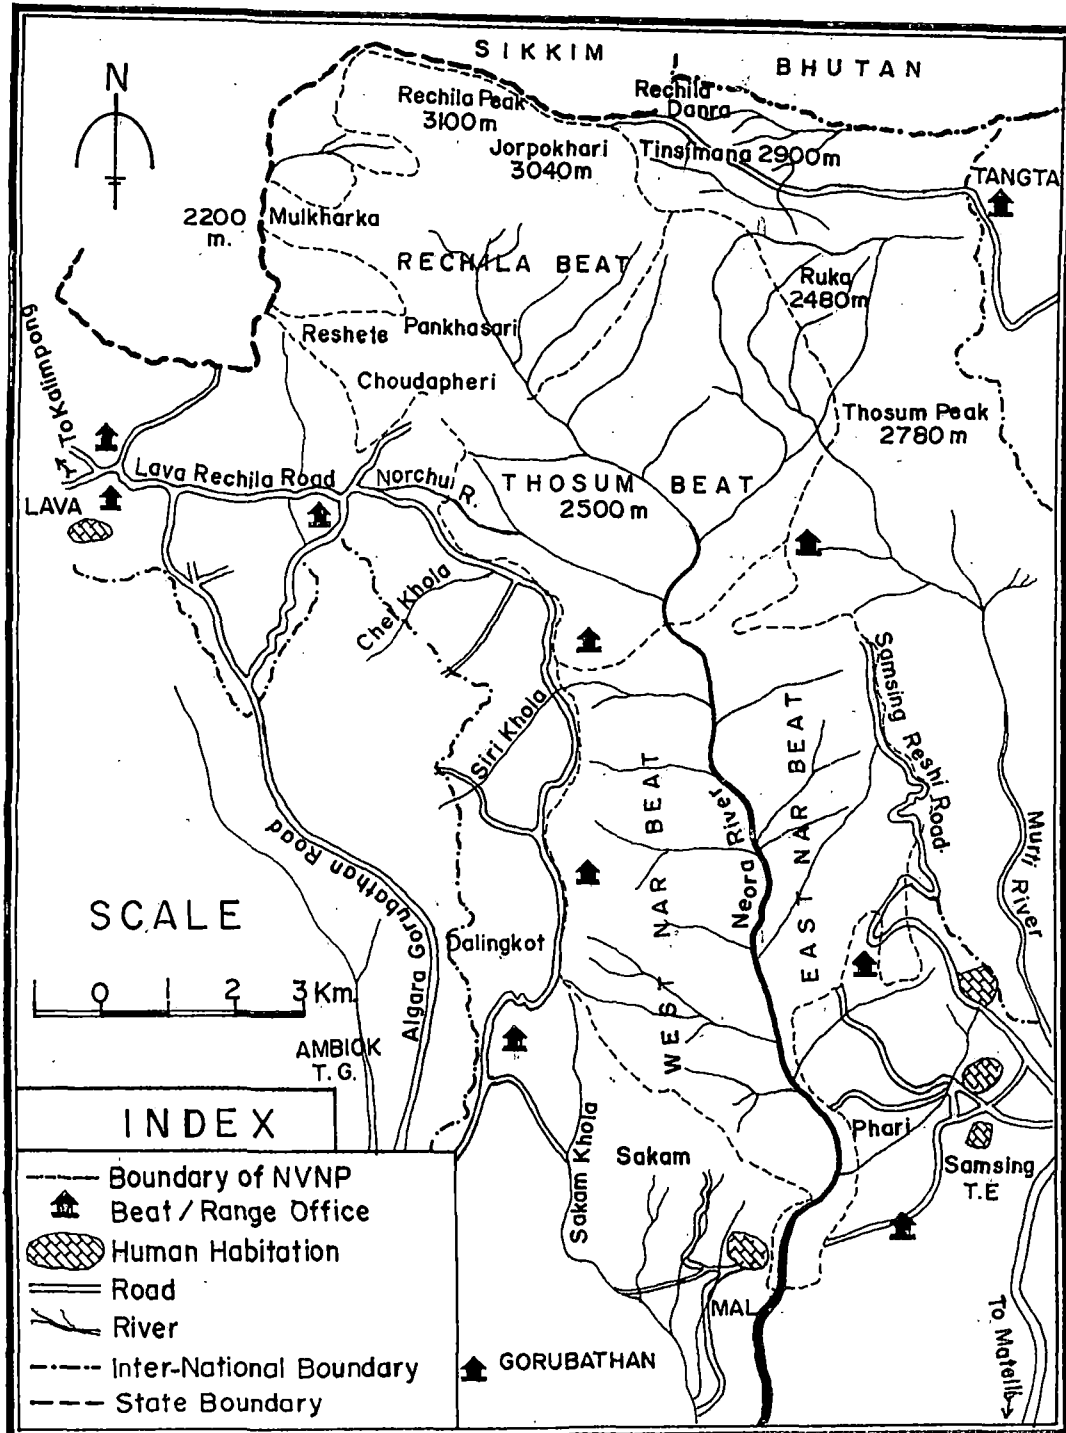 SIKKIM
BHUTAN
N
Rechila Peak
3100m
Rechila
Danra
Jorpokhari
3040m
Tinsimana 2900m
TANGTA
2200
m.
Mulkharka
RECHILA BEAT
Ruka
2480m
To Kalimpong
Reshete
Pankhasari
Choudapheri
Thosum Peak
2780 m
Lava Rechila Road
Norchul R.
THOSUM BEAT
2500 m
LAVA
Chel Khola
Siri Khola
Samsing Reshi Road
WEST NAR BEAT
Neora River
EAST NAR BEAT
Murti River
Algara Gorubathan Road
SCALE
0 1 2 3 Km.
Dalingkot
AMBIOK
T. G.
Sakam Khola
Sakam
Phari
Samsing
T.E
MAL
GORUBATHAN
To Matelli
INDEX
Boundary of NVNP
Beat / Range Office
Human Habitation
Road
River
Inter-National Boundary
State Boundary